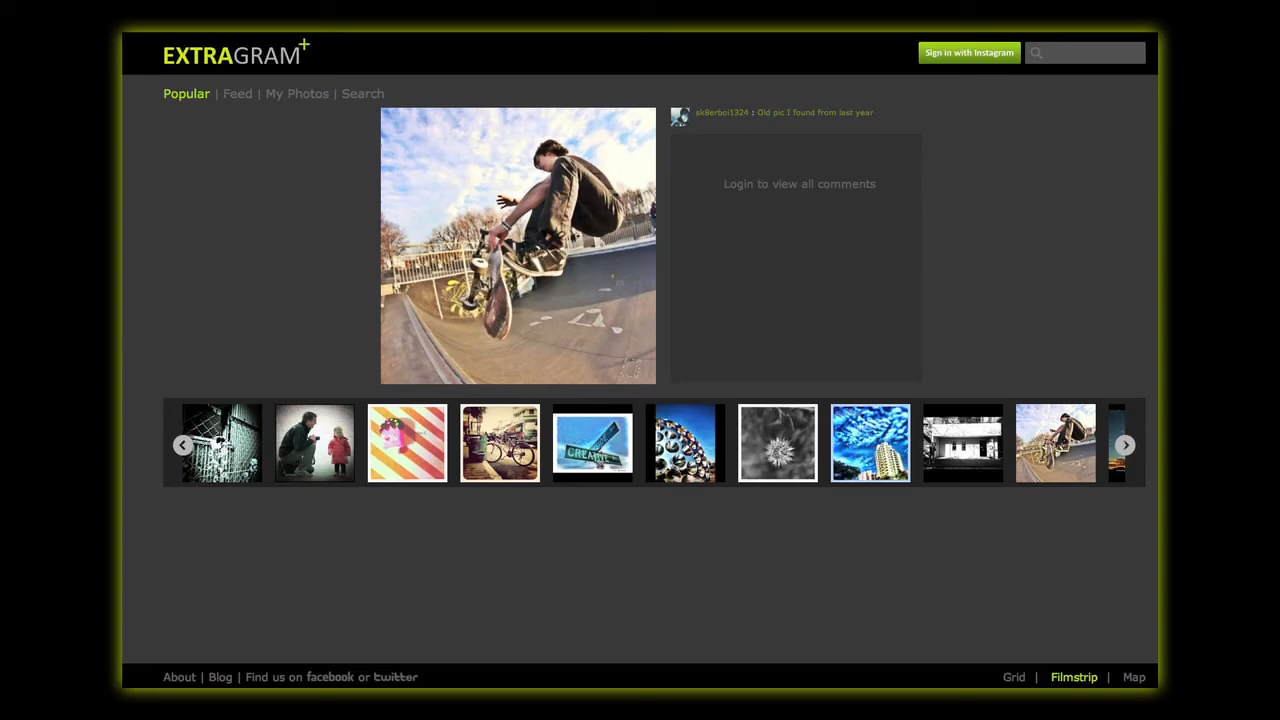 EXTRAGRAM+
Sign in with Instagram
Popular | Feed | My Photos | Search
sk8erboi1324 : Old pic I found from last year
Login to view all comments
CREATIVE
About | Blog | Find us on facebook or twitter
Grid | Filmstrip | Map